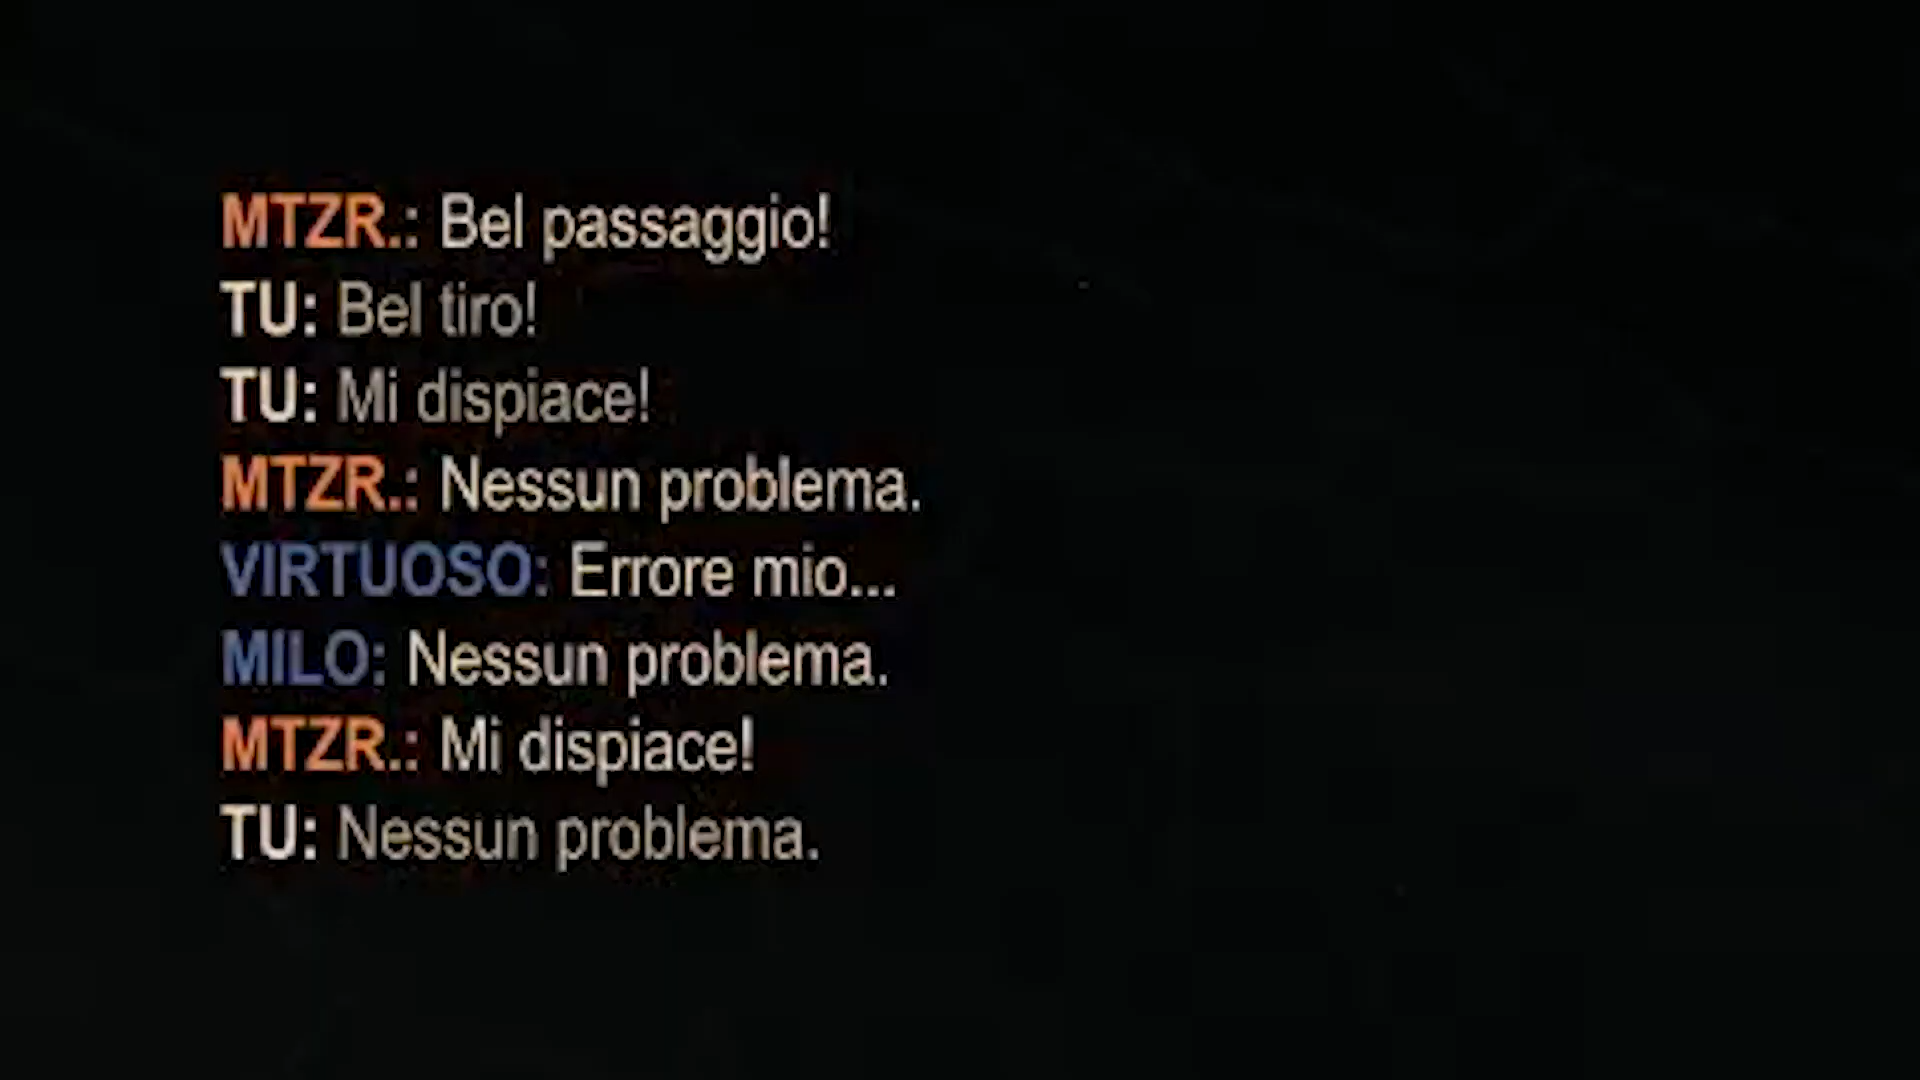 MTZR.: Bel passaggio!
TU: Bel tiro!
TU: Mi dispiace!
MTZR.: Nessun problema.
VIRTUOSO: Errore mio...
MILO: Nessun problema.
MTZR.: Mi dispiace!
TU: Nessun problema.